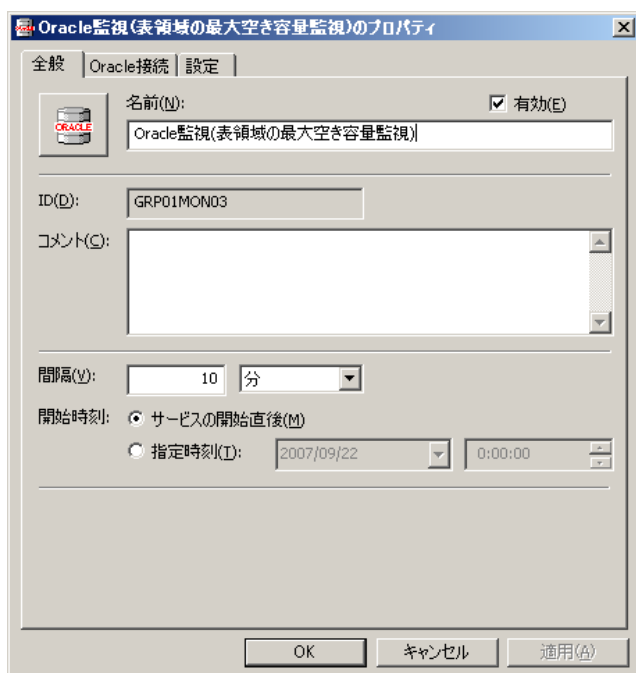 Oracle監視(表領域の最大空き容量監視)のプロパティ
全般 Oracle接続 設定
名前(N): 有効(E)
ORACLE
Oracle監視(表領域の最大空き容量監視)
ID(D): GRP01MON03
コメント(C):
間隔(V): 10 分
開始時刻: サービスの開始直後(M)
指定時刻(T): 2007/09/22 0:00:00
OK キャンセル 適用(A)